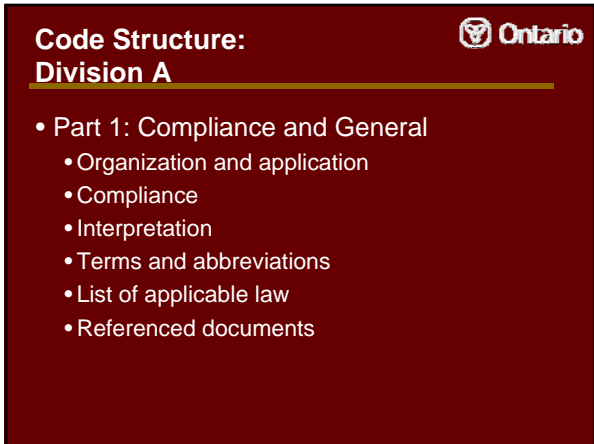 Code Structure:
Division A
Ontario
• Part 1: Compliance and General
• Organization and application
• Compliance
• Interpretation
• Terms and abbreviations
• List of applicable law
• Referenced documents